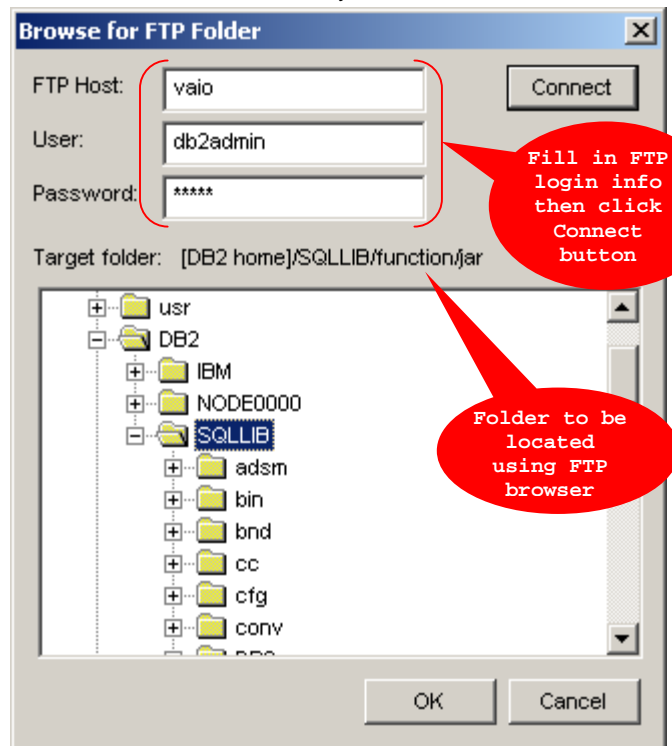 Browse for FTP Folder
FTP Host:
vaio
Connect
User:
db2admin
Password:
*****
Fill in FTP
login info
then click
Connect
button
Target folder: [DB2 home]/SQLLIB/function/jar
usr
DB2
IBM
NODE0000
SQLLIB
adsm
bin
bnd
cc
cfg
conv
Folder to be
located
using FTP
browser
OK
Cancel